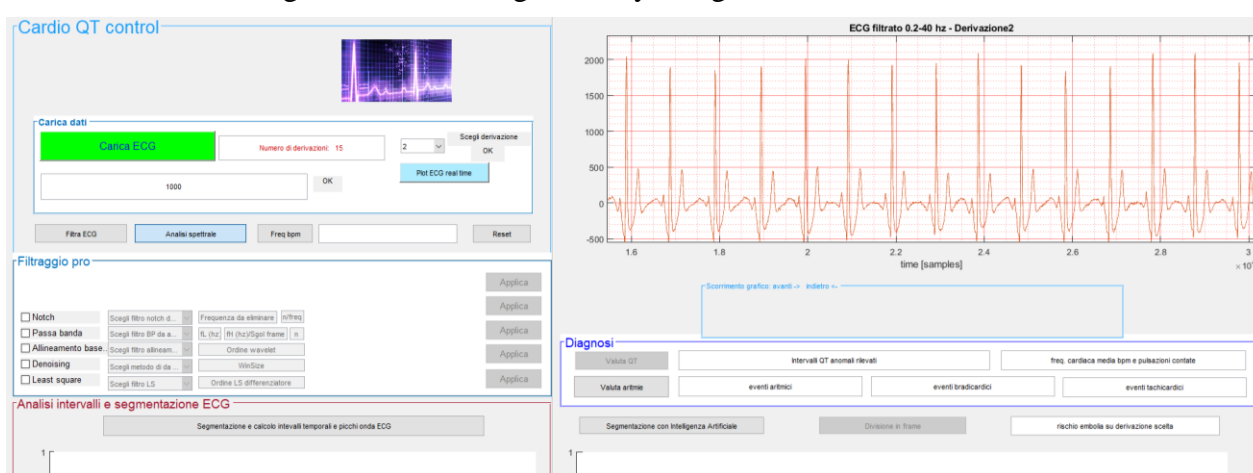 Cardio QT control
Carica dati
Carica ECG
Numero di derivazioni: 15
2
Scegli derivazione
OK
Plot ECG real time
1000
OK
Filtra ECG
Analisi spettrale
Freq bpm
Reset
Filtraggio pro
Applica
Notch
Scegli filtro notch d...
Frequenza da eliminare
n/freq
Applica
Passa banda
Scegli filtro BP da a...
fL (hz)
fH (hz)/Sgol frame
n
Applica
Allineamento base...
Scegli filtro allineam...
Ordine wavelet
Applica
Denoising
Scegli metodo di da ...
WinSize
Least square
Scegli filtro LS
Ordine LS differenziatore
Applica
Analisi intervalli e segmentazione ECG
Segmentazione e calcolo intevalli temporali e picchi onda ECG
1
ECG filtrato 0.2-40 hz - Derivazione2
2000
1500
1000
500
0
-500
1.6
1.8
2
2.2
2.4
2.6
2.8
3
time [samples]
Scorrimento grafico: avanti -> indietro <-
Diagnosi
Valuta QT
Intervalli QT anomali rilevati
freq. cardiaca media bpm e pulsazioni contate
Valuta aritmie
eventi aritmici
eventi bradicardici
eventi tachicardici
Segmentazione con Intelligenza Artificiale
Divisione in frame
rischio embolia su derivazione scelta
1